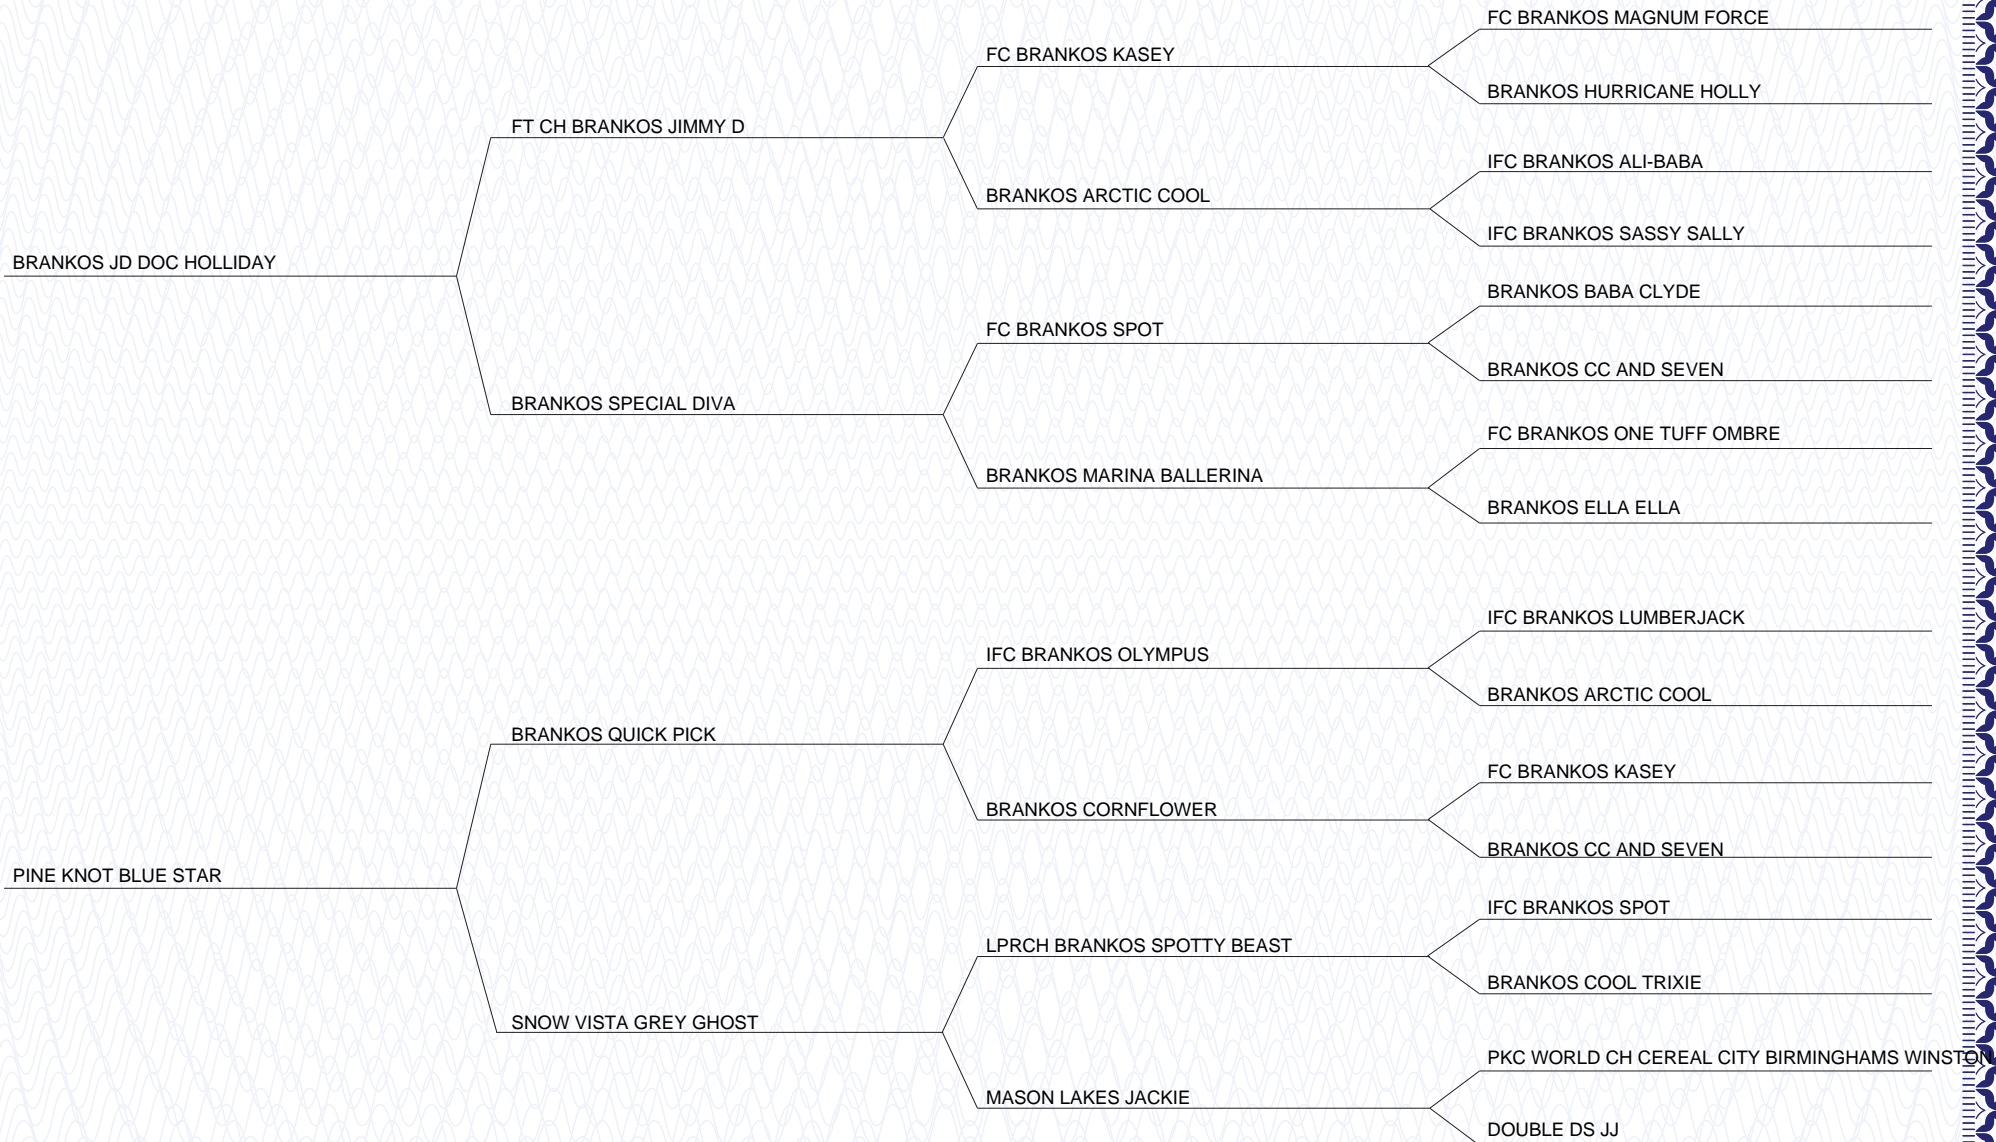 FC BRANKOS MAGNUM FORCE
FC BRANKOS KASEY
BRANKOS HURRICANE HOLLY
FT CH BRANKOS JIMMY D
IFC BRANKOS ALI-BABA
BRANKOS ARCTIC COOL
IFC BRANKOS SASSY SALLY
BRANKOS JD DOC HOLLIDAY
BRANKOS BABA CLYDE
FC BRANKOS SPOT
BRANKOS CC AND SEVEN
BRANKOS SPECIAL DIVA
FC BRANKOS ONE TUFF OMBRE
BRANKOS MARINA BALLERINA
BRANKOS ELLA ELLA
IFC BRANKOS LUMBERJACK
IFC BRANKOS OLYMPUS
BRANKOS ARCTIC COOL
BRANKOS QUICK PICK
FC BRANKOS KASEY
BRANKOS CORNFLOWER
BRANKOS CC AND SEVEN
PINE KNOT BLUE STAR
IFC BRANKOS SPOT
LPRCH BRANKOS SPOTTY BEAST
BRANKOS COOL TRIXIE
SNOW VISTA GREY GHOST
PKC WORLD CH CEREAL CITY BIRMINGHAMS WINSTON
MASON LAKES JACKIE
DOUBLE DS JJ